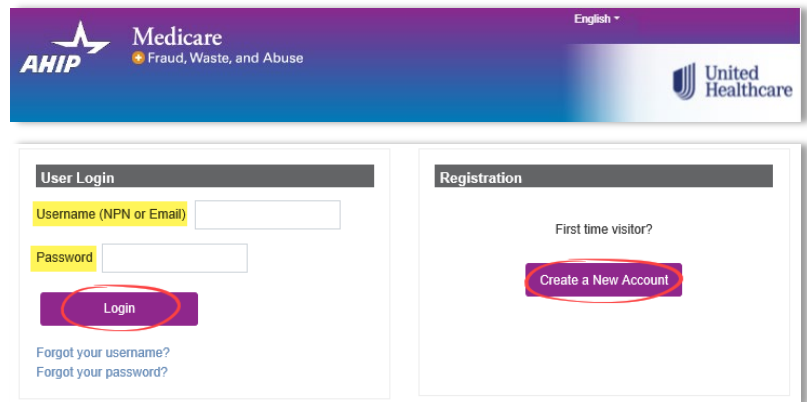 English
AHIP
Medicare
Fraud, Waste, and Abuse
United
Healthcare
User Login
Username (NPN or Email)
Password
Login
Forgot your username?
Forgot your password?
Registration
First time visitor?
Create a New Account